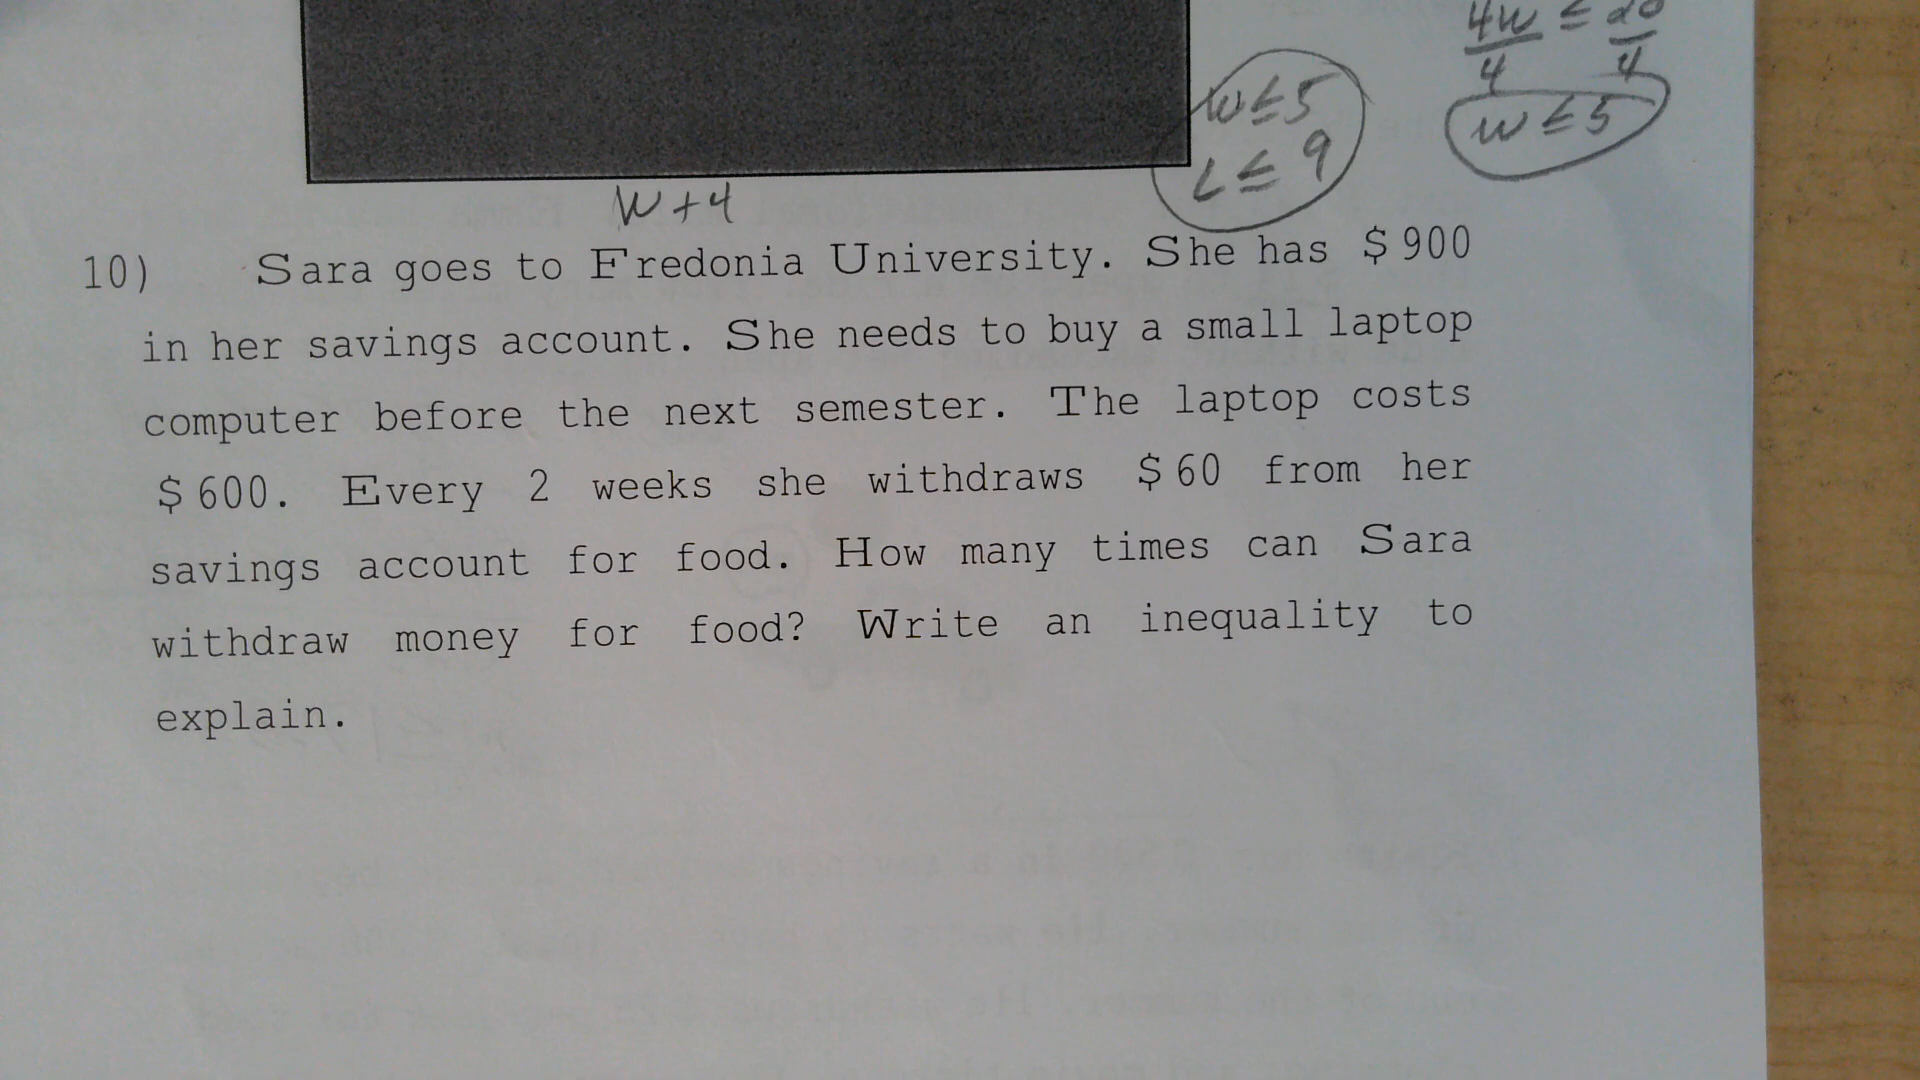 4w ≤ 20
4 4
w ≤ 5
w ≤ 5
L ≤ 9
W + 4
10) Sara goes to Fredonia University. She has $900
in her savings account. She needs to buy a small laptop
computer before the next semester. The laptop costs
$600. Every 2 weeks she withdraws $60 from her
savings account for food. How many times can Sara
withdraw money for food? Write an inequality to
explain.